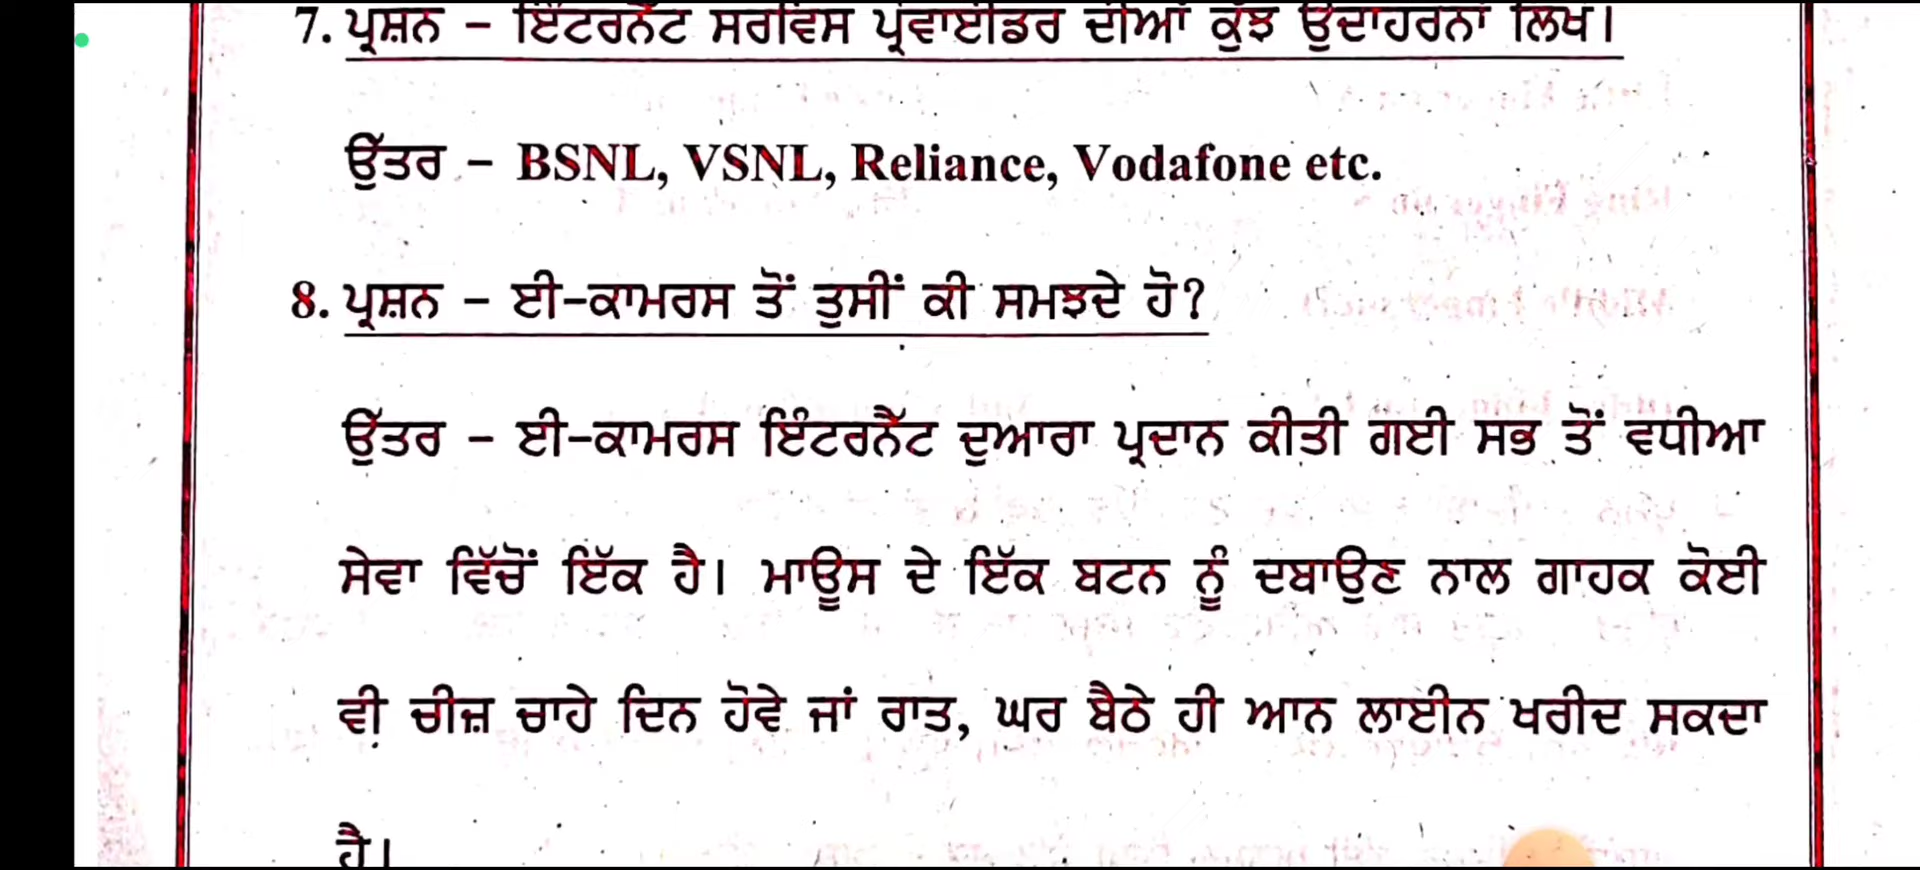 7. ਪ੍ਰਸ਼ਨ – ਇੰਟਰਨੈੱਟ ਸਰਵਿਸ ਪ੍ਰੋਵਾਈਡਰ ਦੀਆਂ ਕੁੱਝ ਉਦਾਹਰਨਾਂ ਲਿਖੋ।
ਉੱਤਰ – BSNL, VSNL, Reliance, Vodafone etc.
8. ਪ੍ਰਸ਼ਨ – ਈ-ਕਾਮਰਸ ਤੋਂ ਤੁਸੀਂ ਕੀ ਸਮਝਦੇ ਹੋ?
ਉੱਤਰ – ਈ-ਕਾਮਰਸ ਇੰਟਰਨੈੱਟ ਦੁਆਰਾ ਪ੍ਰਦਾਨ ਕੀਤੀ ਗਈ ਸਭ ਤੋਂ ਵਧੀਆ
ਸੇਵਾ ਵਿੱਚੋਂ ਇੱਕ ਹੈ। ਮਾਊਸ ਦੇ ਇੱਕ ਬਟਨ ਨੂੰ ਦਬਾਉਣ ਨਾਲ ਗਾਹਕ ਕੋਈ
ਵੀ ਚੀਜ਼ ਚਾਹੇ ਦਿਨ ਹੋਵੇ ਜਾਂ ਰਾਤ, ਘਰ ਬੈਠੇ ਹੀ ਆਨ ਲਾਈਨ ਖਰੀਦ ਸਕਦਾ
ਹੈ।